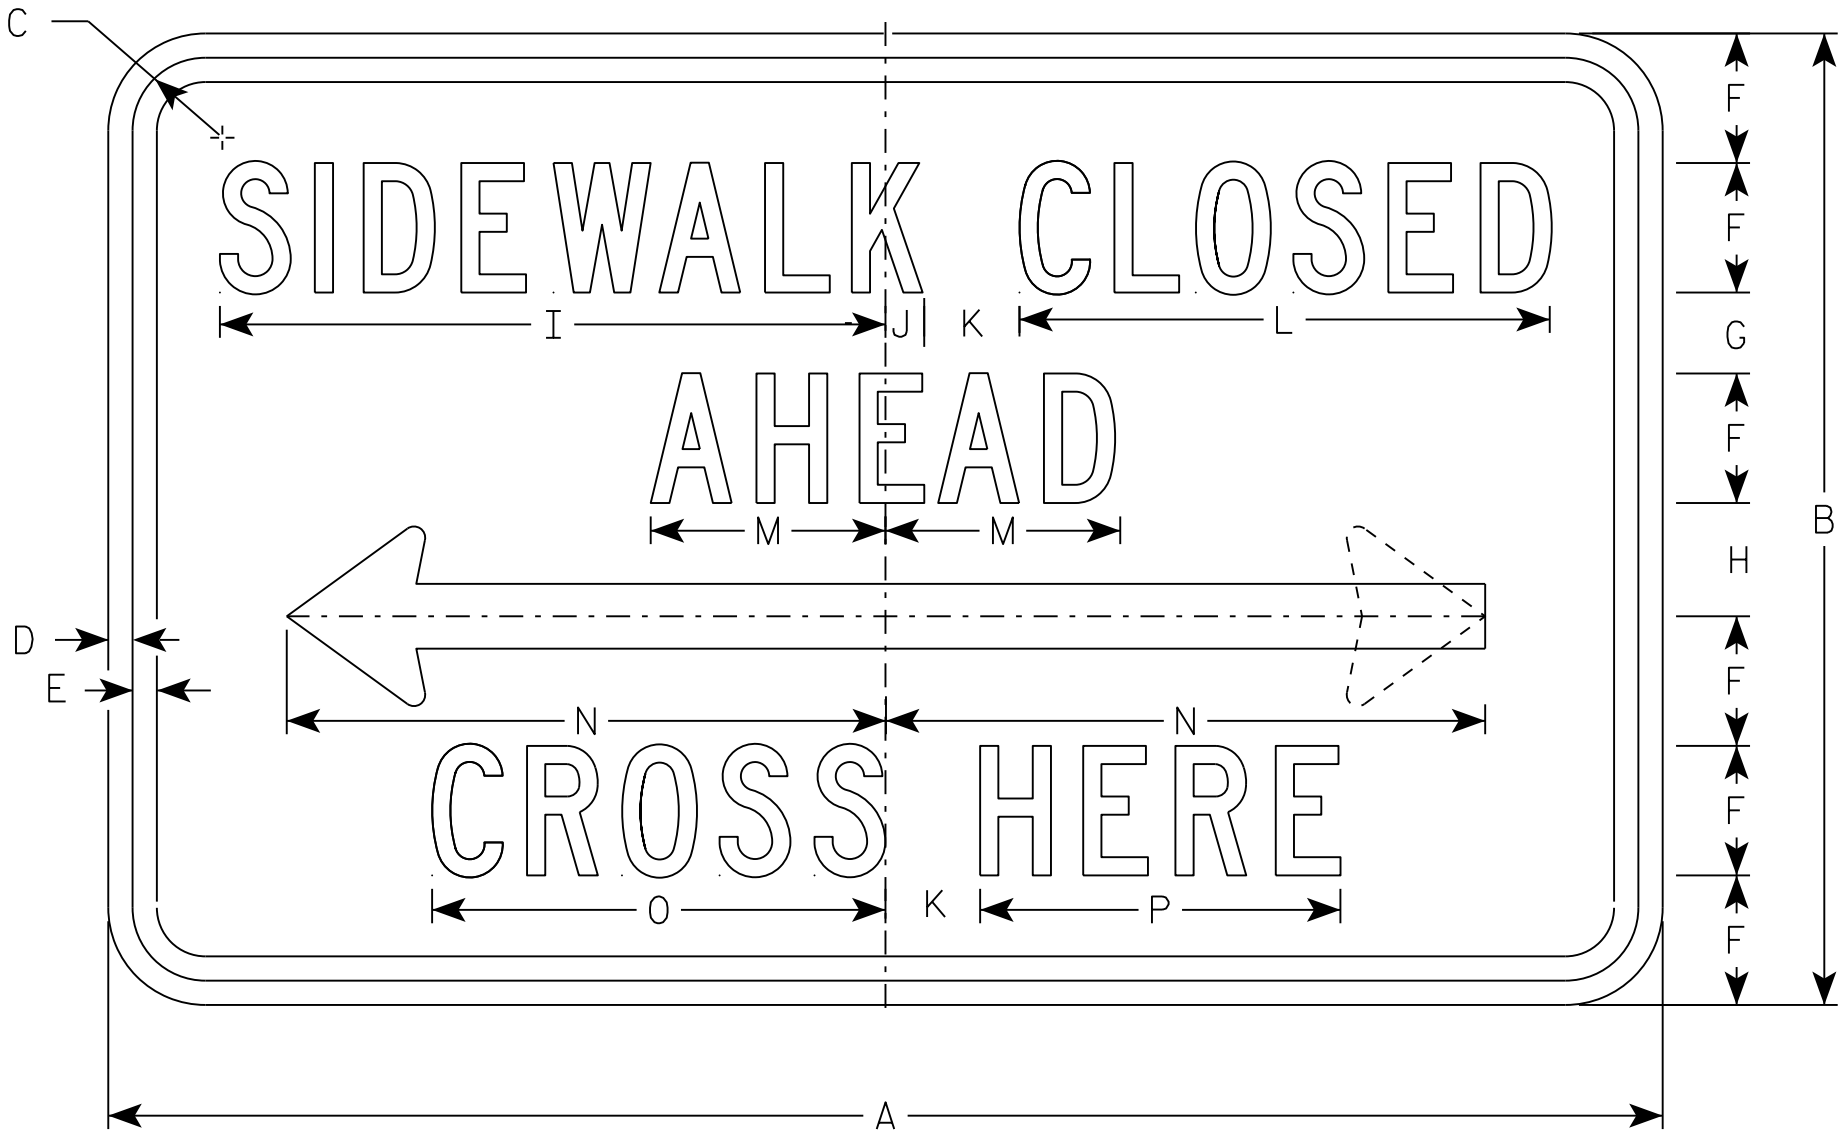 C
F
SIDEWALK CLOSED
F
I J K L
G
AHEAD
F
B
M M
H
D
E
F
N N
CROSS HERE
F
O K P
F
A